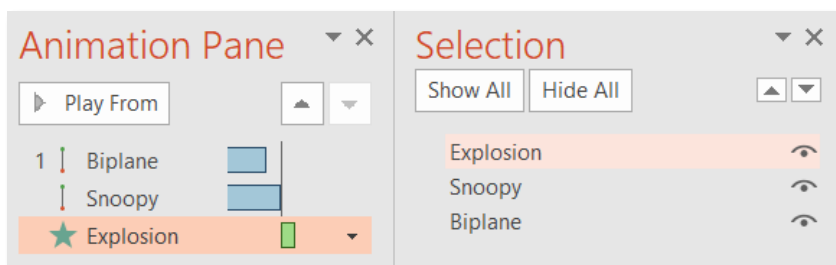 Animation Pane
Play From
1 Biplane
Snoopy
Explosion
Selection
Show All Hide All
Explosion
Snoopy
Biplane